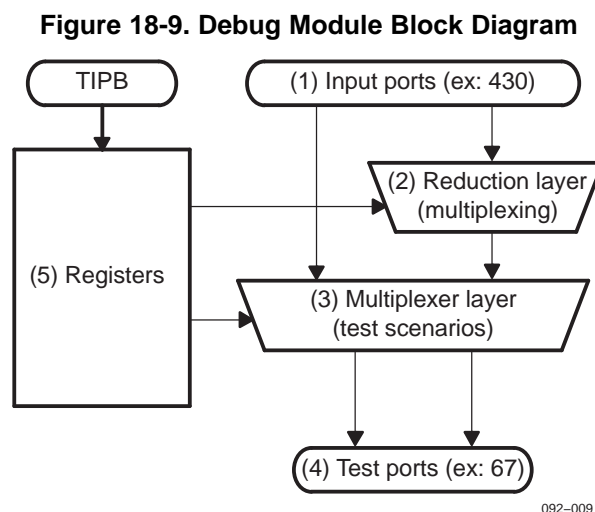 Figure 18-9. Debug Module Block Diagram
TIPB
(1) Input ports (ex: 430)
(2) Reduction layer
(multiplexing)
(5) Registers
(3) Multiplexer layer
(test scenarios)
(4) Test ports (ex: 67)
092–009